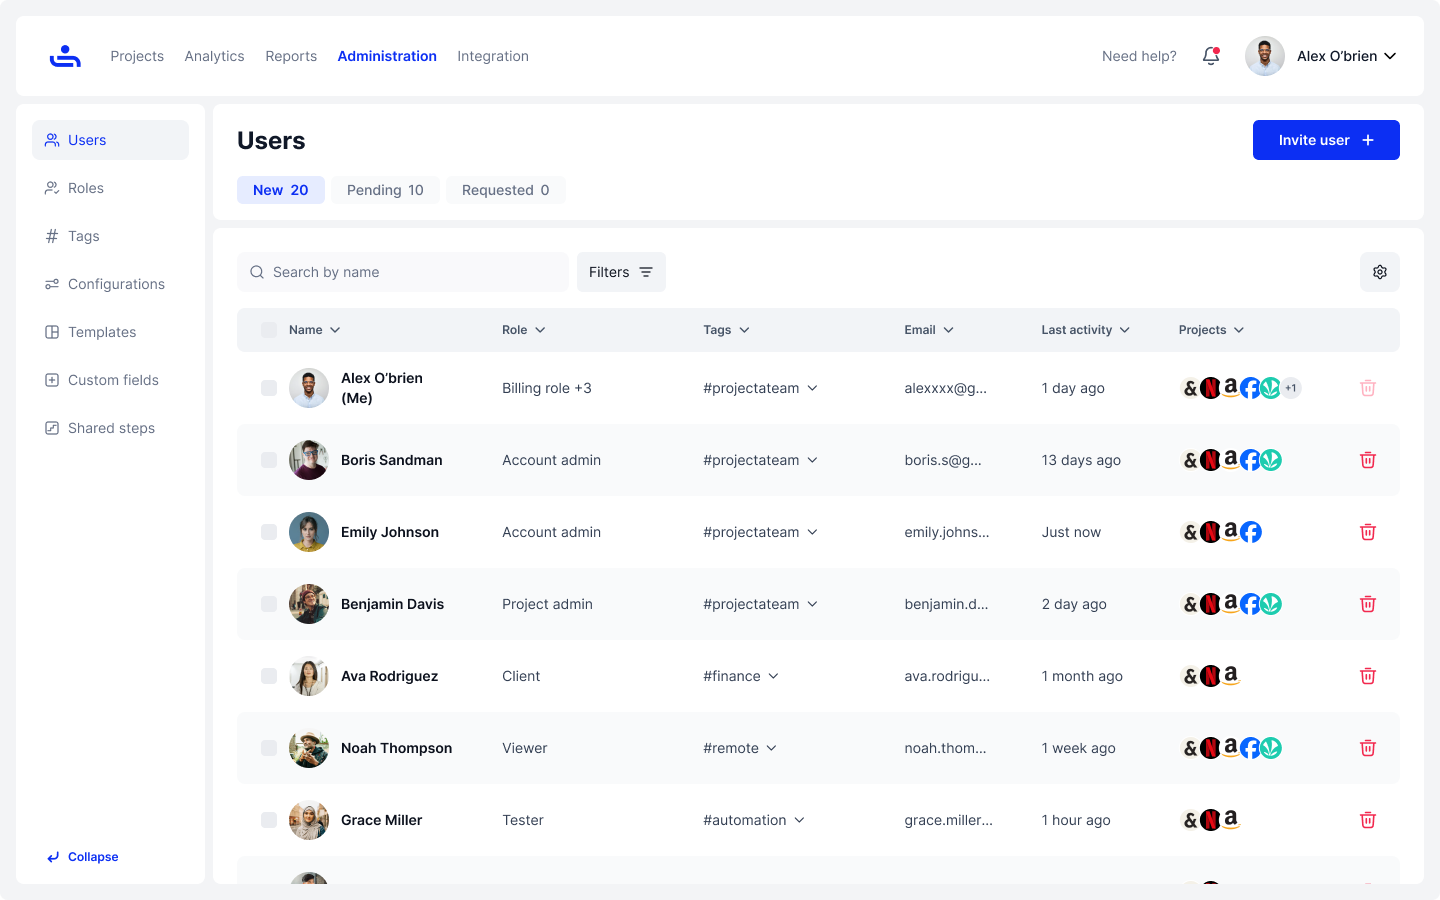 Projects Analytics Reports Administration Integration Need help? Alex O’brien
Users
Roles
Tags
Configurations
Templates
Custom fields
Shared steps
Collapse
Users
Invite user +
New 20 Pending 10 Requested 0
Search by name Filters
Name Role Tags Email Last activity Projects
Alex O’brien
(Me) Billing role +3 #projectateam alexxxx@g... 1 day ago & N a f +1
Boris Sandman Account admin #projectateam boris.s@g... 13 days ago & N a f
Emily Johnson Account admin #projectateam emily.johns... Just now & N a f
Benjamin Davis Project admin #projectateam benjamin.d... 2 day ago & N a f
Ava Rodriguez Client #finance ava.rodrigu... 1 month ago & N a
Noah Thompson Viewer #remote noah.thom... 1 week ago & N a f
Grace Miller Tester #automation grace.miller... 1 hour ago & N a